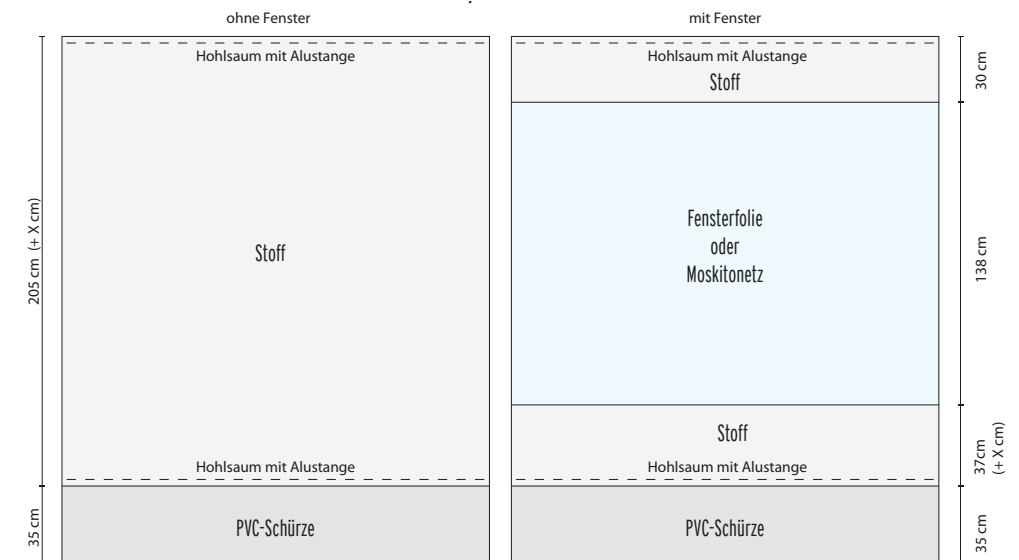 ohne Fenster
mit Fenster
Hohlsaum mit Alustange
Stoff
Hohlsaum mit Alustange
PVC-Schürze
205 cm (+ X cm)
35 cm
Hohlsaum mit Alustange
Stoff
Fensterfolie
oder
Moskitonetz
Stoff
Hohlsaum mit Alustange
PVC-Schürze
30 cm
138 cm
37cm
(+ X cm)
35 cm